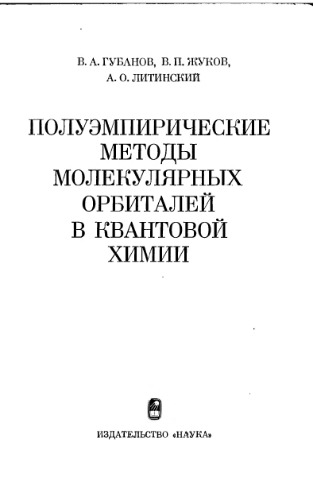 В. А. ГУБАНОВ, В. П. ЖУКОВ,
А. О. ЛИТИНСКИЙ
ПОЛУЭМПИРИЧЕСКИЕ
МЕТОДЫ
МОЛЕКУЛЯРНЫХ
ОРБИТАЛЕЙ
В КВАНТОВОЙ
ХИМИИ
ИЗДАТЕЛЬСТВО «НАУКА»